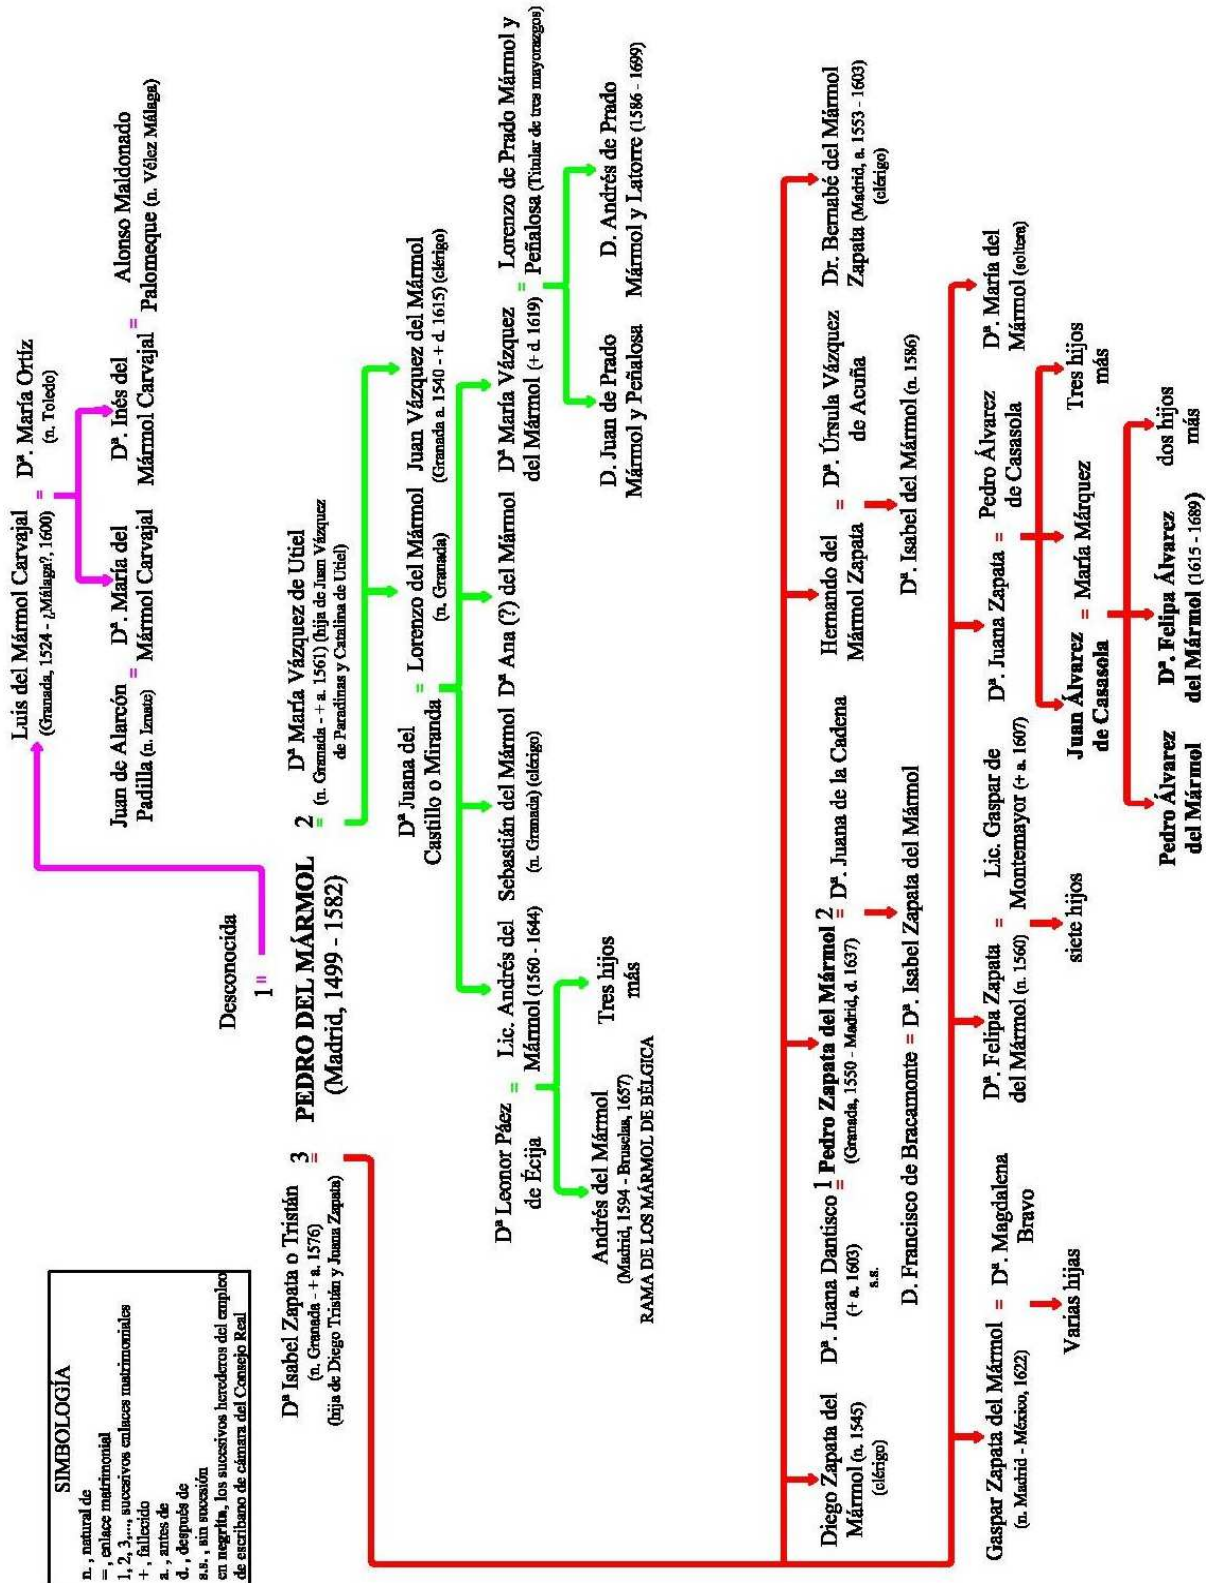 SIMBOLOGÍA
n. , natural de
= , enlace matrimonial
1, 2, 3,..., sucesivos enlaces matrimoniales
+ , fallecido
a. , antes de
d. , después de
s.s. , sin sucesión
en negrita, los sucesivos herederos del empleo
de escribano de cámara del Consejo Real
Luis del Mármol Carvajal
(Granada, 1524 - ¿Málaga?, 1600)
=
Dª. María Ortíz
(n. Toledo)
Juan de Alarcón
Padilla (n. Iznate)
=
Dª. María del
Mármol Carvajal
Dª. Inés del
Mármol Carvajal
=
Alonso Maldonado
Palomeque (n. Vélez Málaga)
Desconocida
1 =
Dª Isabel Zapata o Tristán
(n. Granada - + a. 1576)
(hija de Diego Tristán y Juana Zapata)
3
=
PEDRO DEL MÁRMOL
(Madrid, 1499 - 1582)
2
=
Dª María Vázquez de Utiel
(n. Granada - + a. 1561) (hija de Juan Vázquez
de Paradinas y Catalina de Utiel)
Dª Juana del
Castillo o Miranda
=
Lorenzo del Mármol
(n. Granada)
Juan Vázquez del Mármol
(Granada a. 1540 - + d. 1615) (clérigo)
Dª Leonor Páez
de Écija
=
Lic. Andrés del
Mármol (1560 - 1644)
Sebastián del Mármol
(n. Granada) (clérigo)
Dª Ana (?) del Mármol
Dª María Vázquez
del Mármol (+ d. 1619)
=
Lorenzo de Prado Mármol y
Peñalosa (Titular de tres mayorazgos)
Andrés del Mármol
(Madrid, 1594 - Bruselas, 1657)
RAMA DE LOS MÁRMOL DE BÉLGICA
Tres hijos
más
D. Juan de Prado
Mármol y Peñalosa
D. Andrés de Prado
Mármol y Latorre (1586 - 1699)
Diego Zapata del
Mármol (n. 1545)
(clérigo)
Dª. Juana Dantisco
(+ a. 1603)
s.s.
1
=
Pedro Zapata del Mármol
(Granada, 1550 - Madrid, d. 1637)
2
=
Dª. Juana de la Cadena
Hernando del
Mármol Zapata
=
Dª. Úrsula Vázquez
de Acuña
Dr. Bernabé del Mármol
Zapata (Madrid, a. 1553 - 1603)
(clérigo)
D. Francisco de Bracamonte = Dª. Isabel Zapata del Mármol
Dª. Isabel del Mármol (n. 1586)
Gaspar Zapata del Mármol
(n. Madrid - México, 1622)
=
Dª. Magdalena
Bravo
Dª. Felipa Zapata
del Mármol (n. 1560)
=
Lic. Gaspar de
Montemayor (+ a. 1607)
Dª. Juana Zapata
=
Pedro Álvarez
de Casasola
Dª. María del
Mármol (soltera)
Varias hijas
siete hijos
Juan Álvarez
de Casasola
=
María Márquez
Tres hijos
más
Pedro Álvarez
del Mármol
Dª. Felipa Álvarez
del Mármol (1615 - 1689)
dos hijos
más